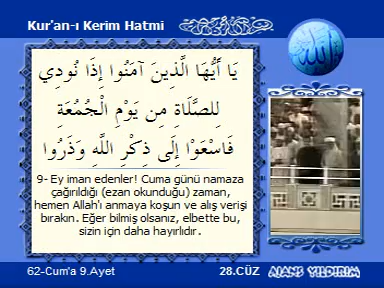 Kur'an-ı Kerim Hatmi
الله
يَا أَيُّهَا الَّذِينَ آمَنُوا إِذَا نُودِي
لِلصَّلَاةِ مِن يَوْمِ الْجُمُعَةِ
فَاسْعَوْا إِلَى ذِكْرِ اللَّهِ وَذَرُوا
9- Ey iman edenler! Cuma günü namaza
çağırıldığı (ezan okunduğu) zaman,
hemen Allah'ı anmaya koşun ve alış verişi
bırakın. Eğer bilmiş olsanız, elbette bu,
sizin için daha hayırlıdır.
62-Cum'a 9.Ayet
28.CÜZ
AJANS YILDIRIM